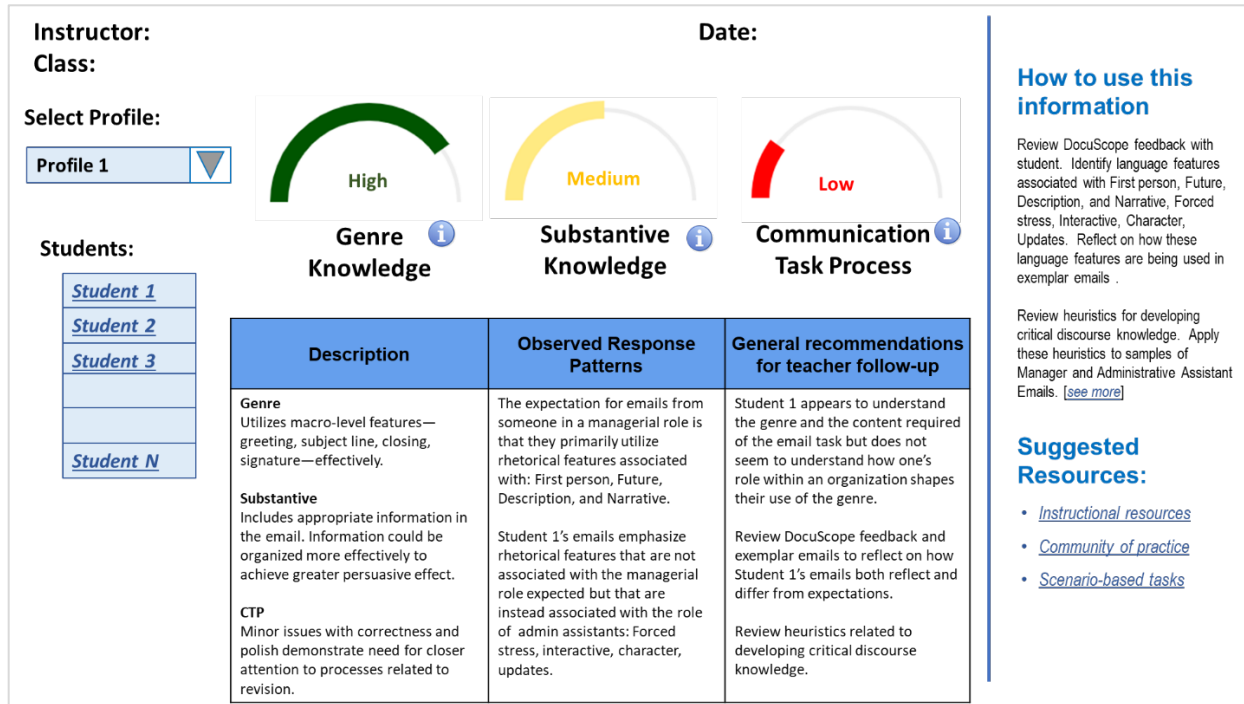 Instructor:
Date:
Class:
Select Profile:
Profile 1
Students:
Student 1
Student 2
Student 3
Student N
High
Genre
Knowledge
Medium
Substantive
Knowledge
Low
Communication
Task Process
Description
Genre
Utilizes macro-level features—
greeting, subject line, closing,
signature—effectively.
Substantive
Includes appropriate information in
the email. Information could be
organized more effectively to
achieve greater persuasive effect.
CTP
Minor issues with correctness and
polish demonstrate need for closer
attention to processes related to
revision.
Observed Response
Patterns
The expectation for emails from
someone in a managerial role is
that they primarily utilize
rhetorical features associated
with: First person, Future,
Description, and Narrative.
Student 1’s emails emphasize
rhetorical features that are not
associated with the managerial
role expected but that are
instead associated with the role
of admin assistants: Forced
stress, interactive, character,
updates.
General recommendations
for teacher follow-up
Student 1 appears to understand
the genre and the content required
of the email task but does not
seem to understand how one’s
role within an organization shapes
their use of the genre.
Review DocuScope feedback and
exemplar emails to reflect on how
Student 1’s emails both reflect and
differ from expectations.
Review heuristics related to
developing critical discourse
knowledge.
How to use this
information
Review DocuScope feedback with
student. Identify language features
associated with First person, Future,
Description, and Narrative, Forced
stress, Interactive, Character,
Updates. Reflect on how these
language features are being used in
exemplar emails .
Review heuristics for developing
critical discourse knowledge. Apply
these heuristics to samples of
Manager and Administrative Assistant
Emails. [see more]
Suggested
Resources:
• Instructional resources
• Community of practice
• Scenario-based tasks